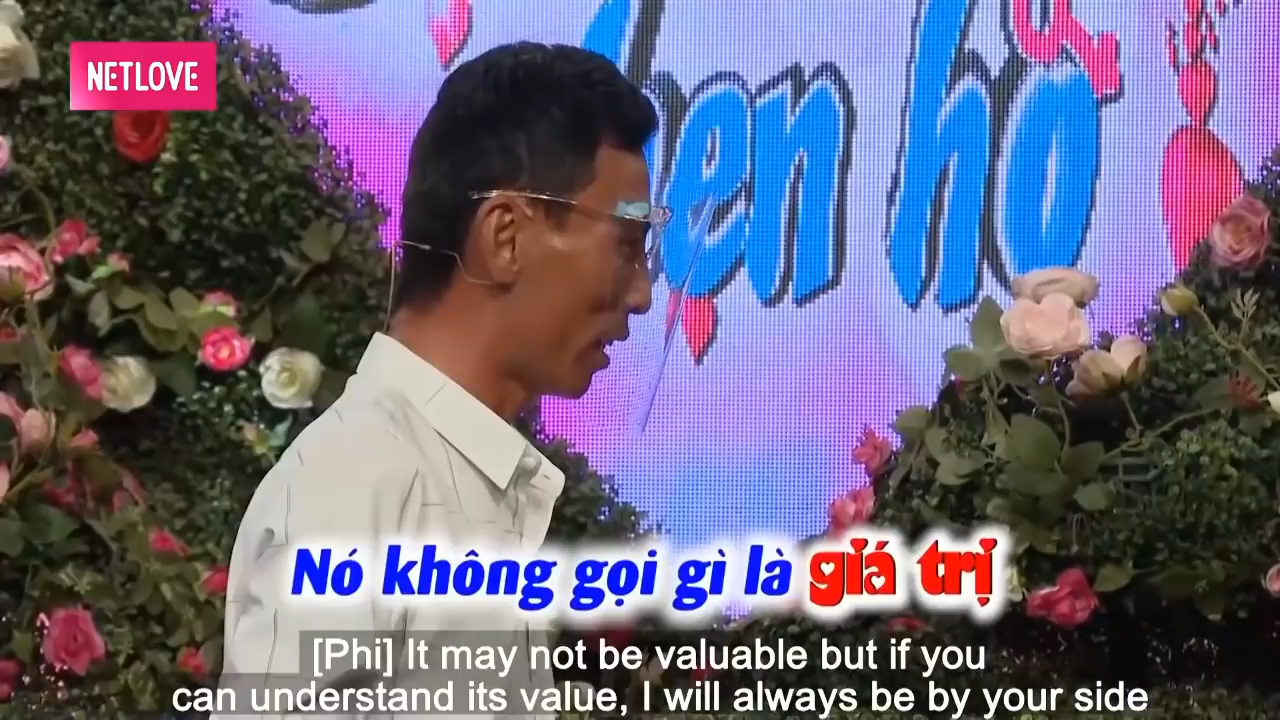 NETLOVE
hẹn hò
Nó không gọi gì là giá trị
[Phi] It may not be valuable but if you
can understand its value, I will always be by your side